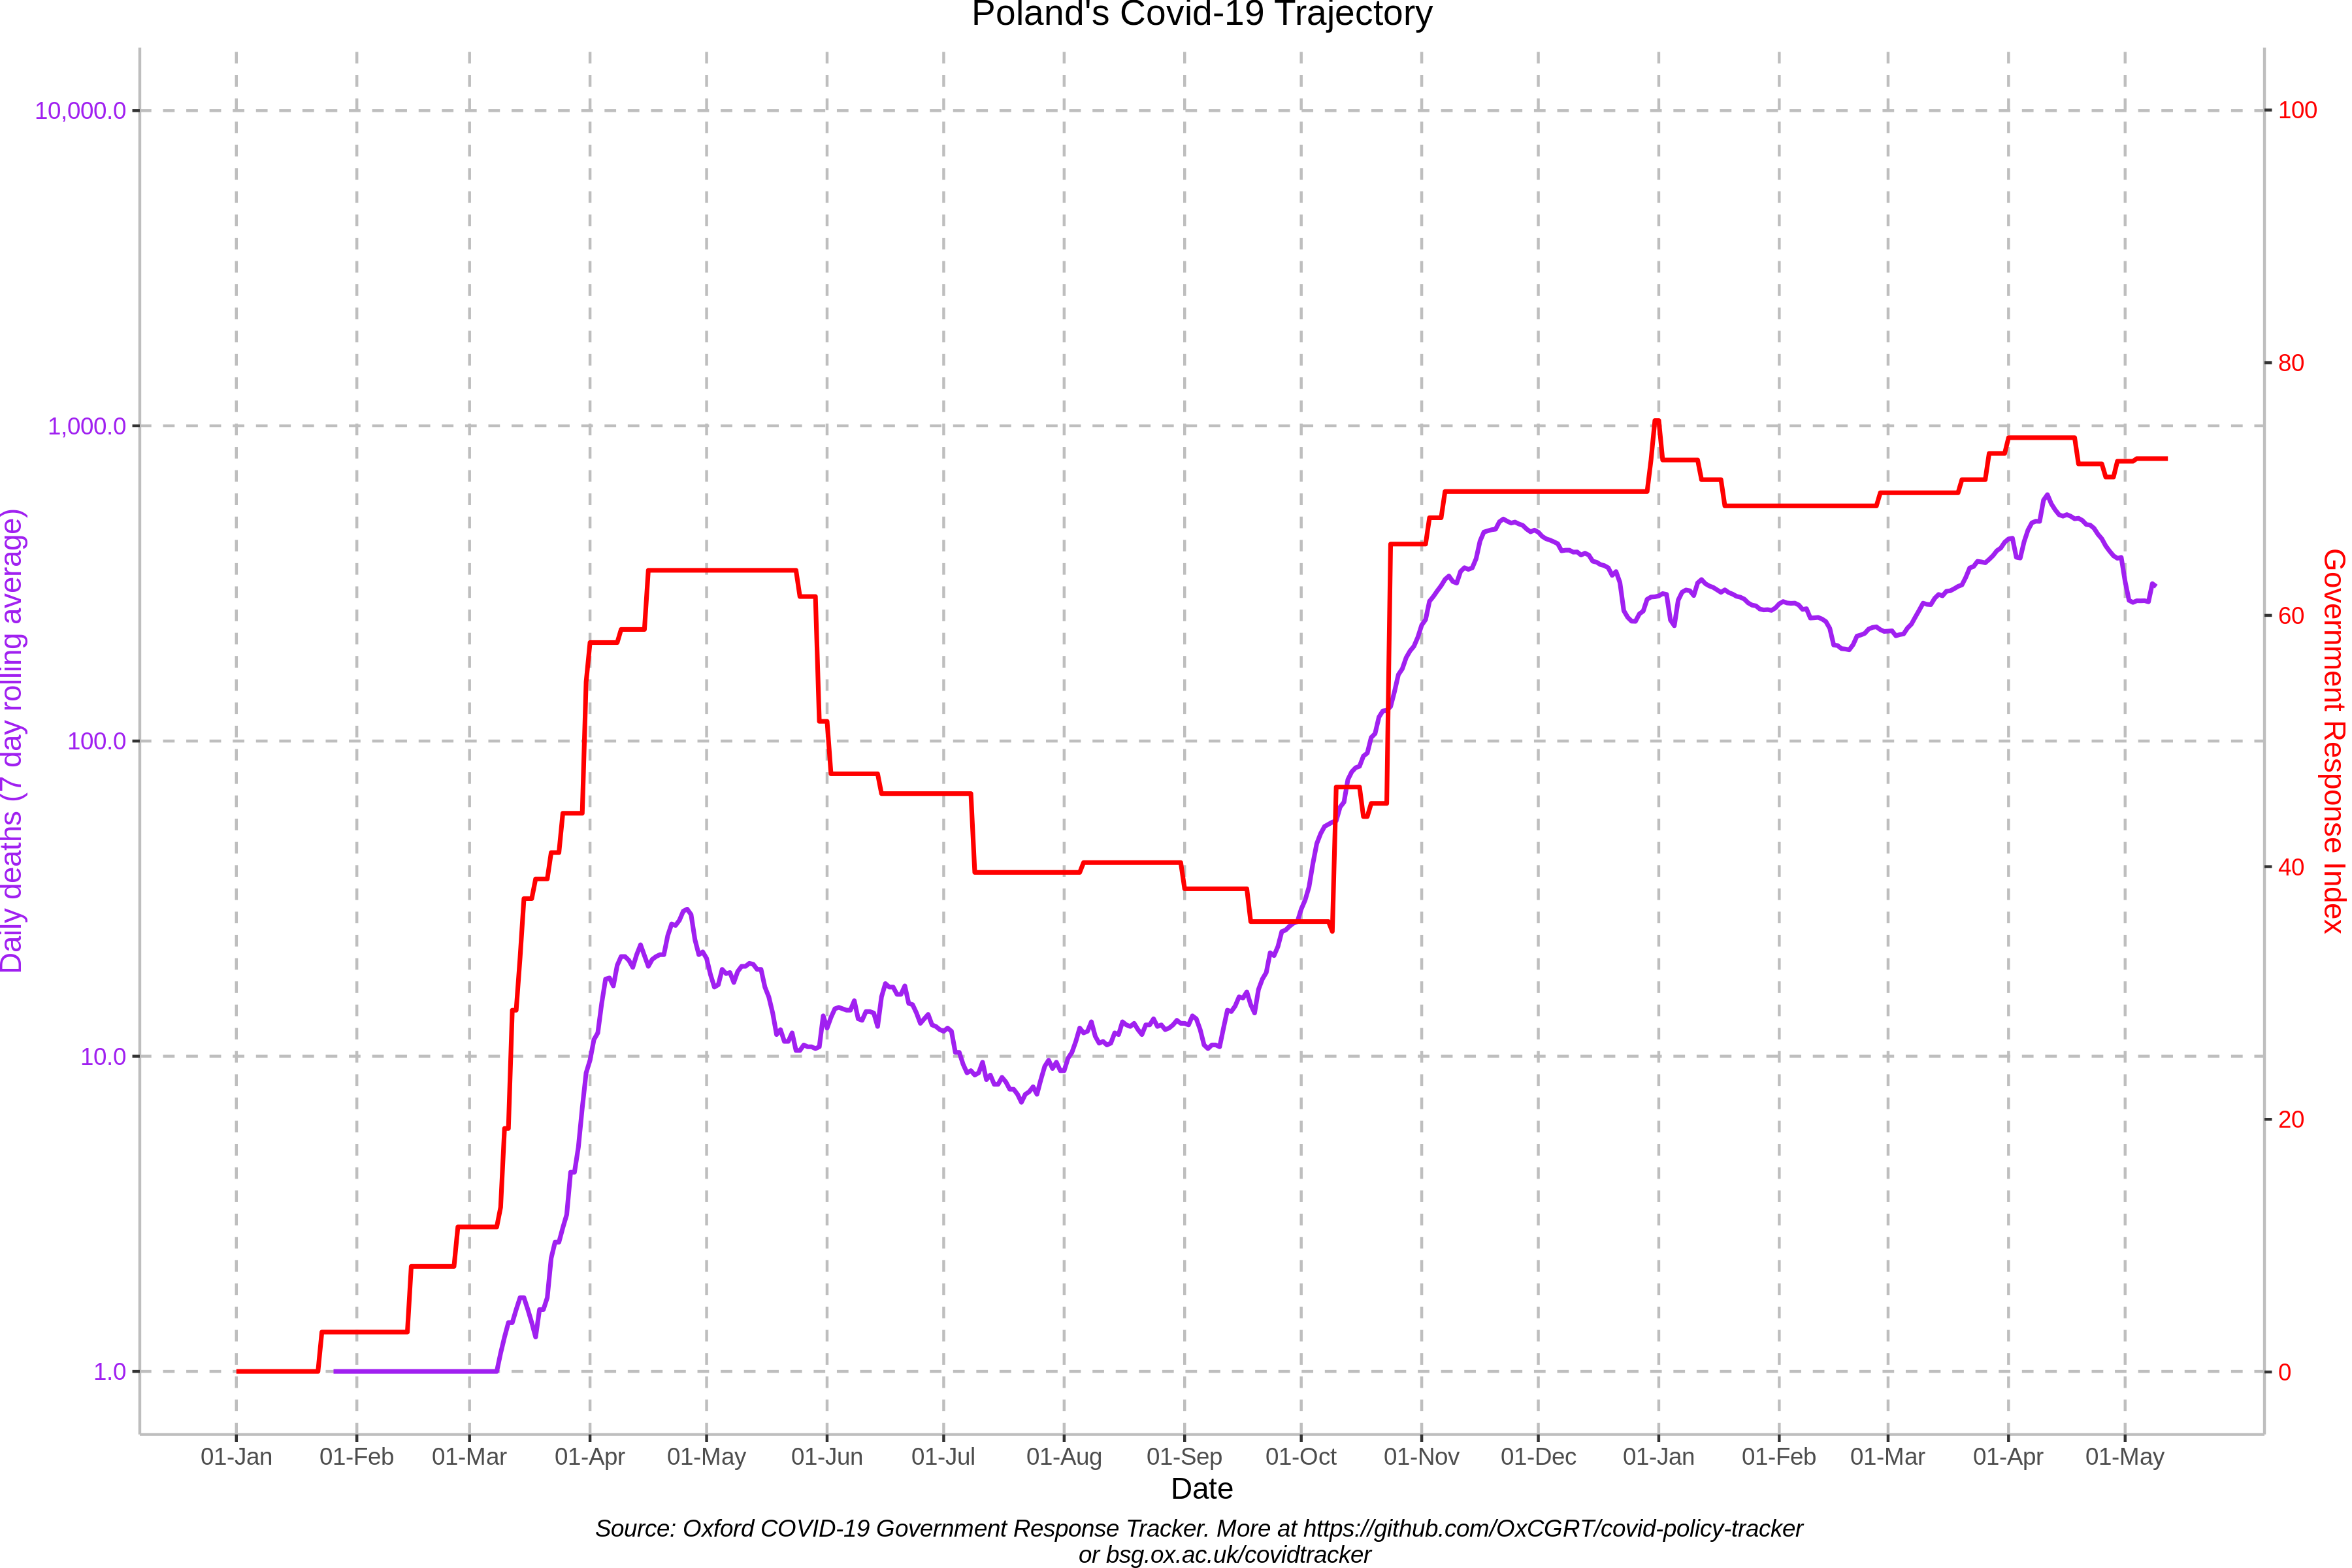 Poland's Covid-19 Trajectory
10,000.0
1,000.0
100.0
10.0
1.0
Daily deaths (7 day rolling average)
100
80
60
40
20
0
Government Response Index
01-Jan 01-Feb 01-Mar 01-Apr 01-May 01-Jun 01-Jul 01-Aug 01-Sep 01-Oct 01-Nov 01-Dec 01-Jan 01-Feb 01-Mar 01-Apr 01-May
Date
Source: Oxford COVID-19 Government Response Tracker. More at https://github.com/OxCGRT/covid-policy-tracker
or bsg.ox.ac.uk/covidtracker